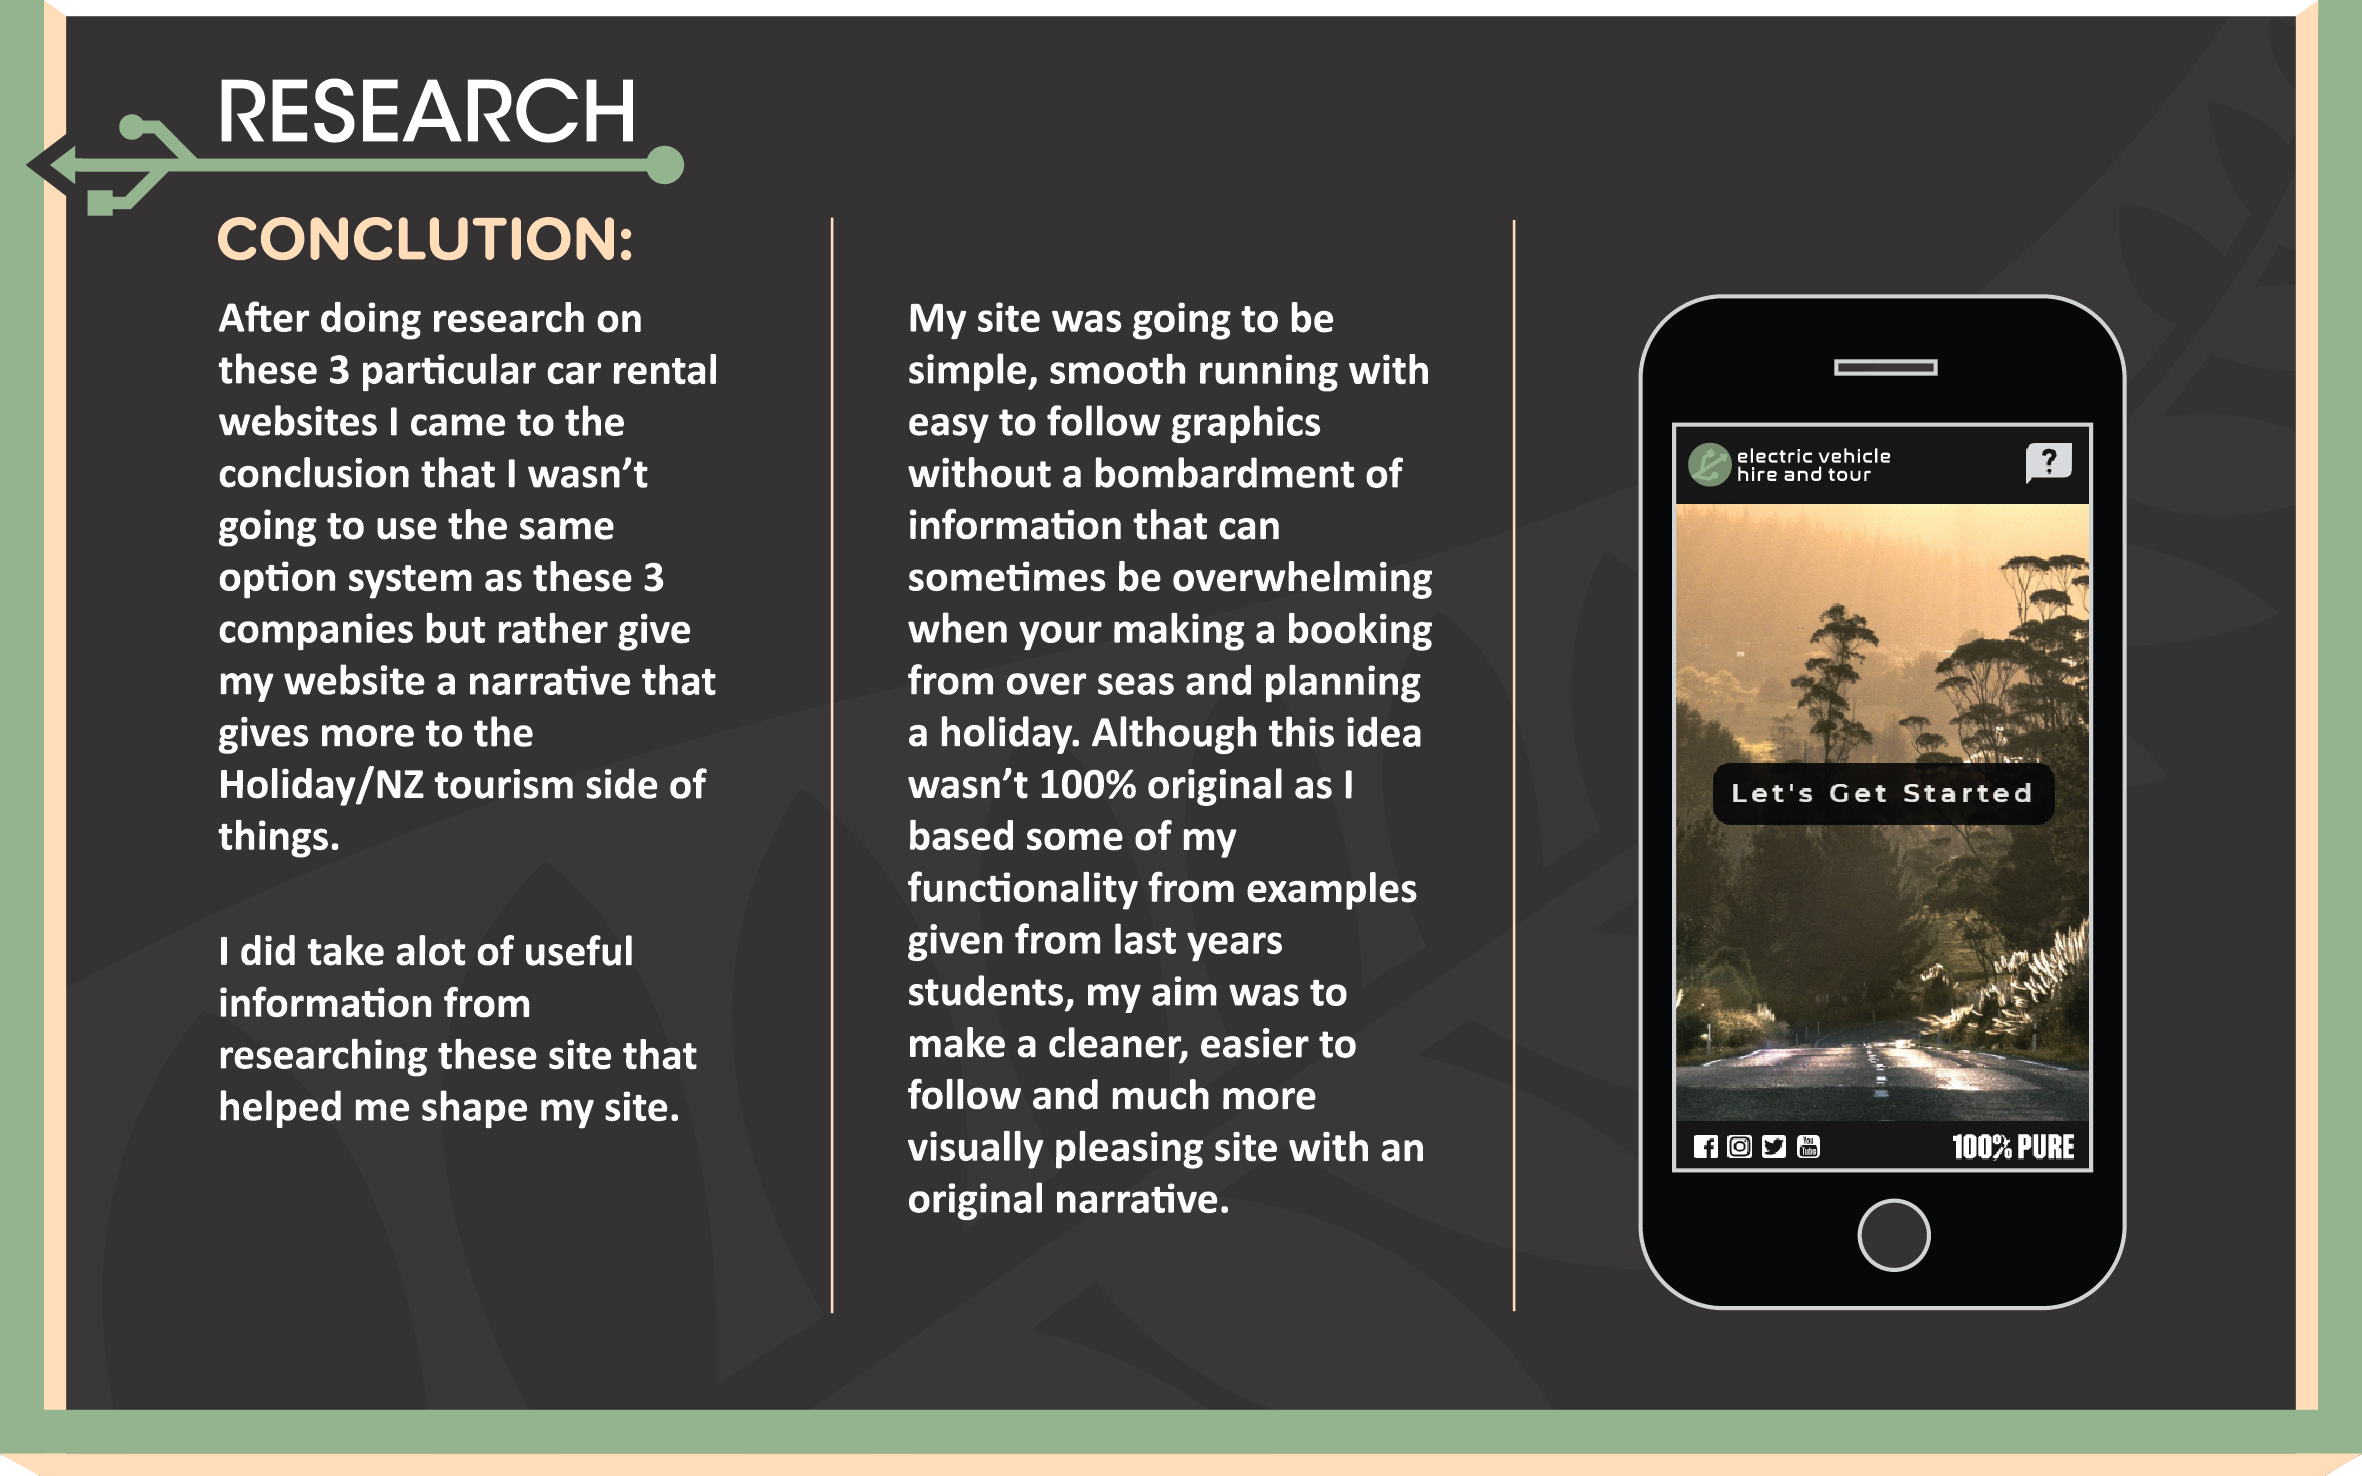 RESEARCH
CONCLUTION:
After doing research on
these 3 particular car rental
websites I came to the
conclusion that I wasn’t
going to use the same
option system as these 3
companies but rather give
my website a narrative that
gives more to the
Holiday/NZ tourism side of
things.
I did take alot of useful
information from
researching these site that
helped me shape my site.
My site was going to be
simple, smooth running with
easy to follow graphics
without a bombardment of
information that can
sometimes be overwhelming
when your making a booking
from over seas and planning
a holiday. Although this idea
wasn’t 100% original as I
based some of my
functionality from examples
given from last years
students, my aim was to
make a cleaner, easier to
follow and much more
visually pleasing site with an
original narrative.
electric vehicle
hire and tour
?
Let's Get Started
You
Tube
100% PURE